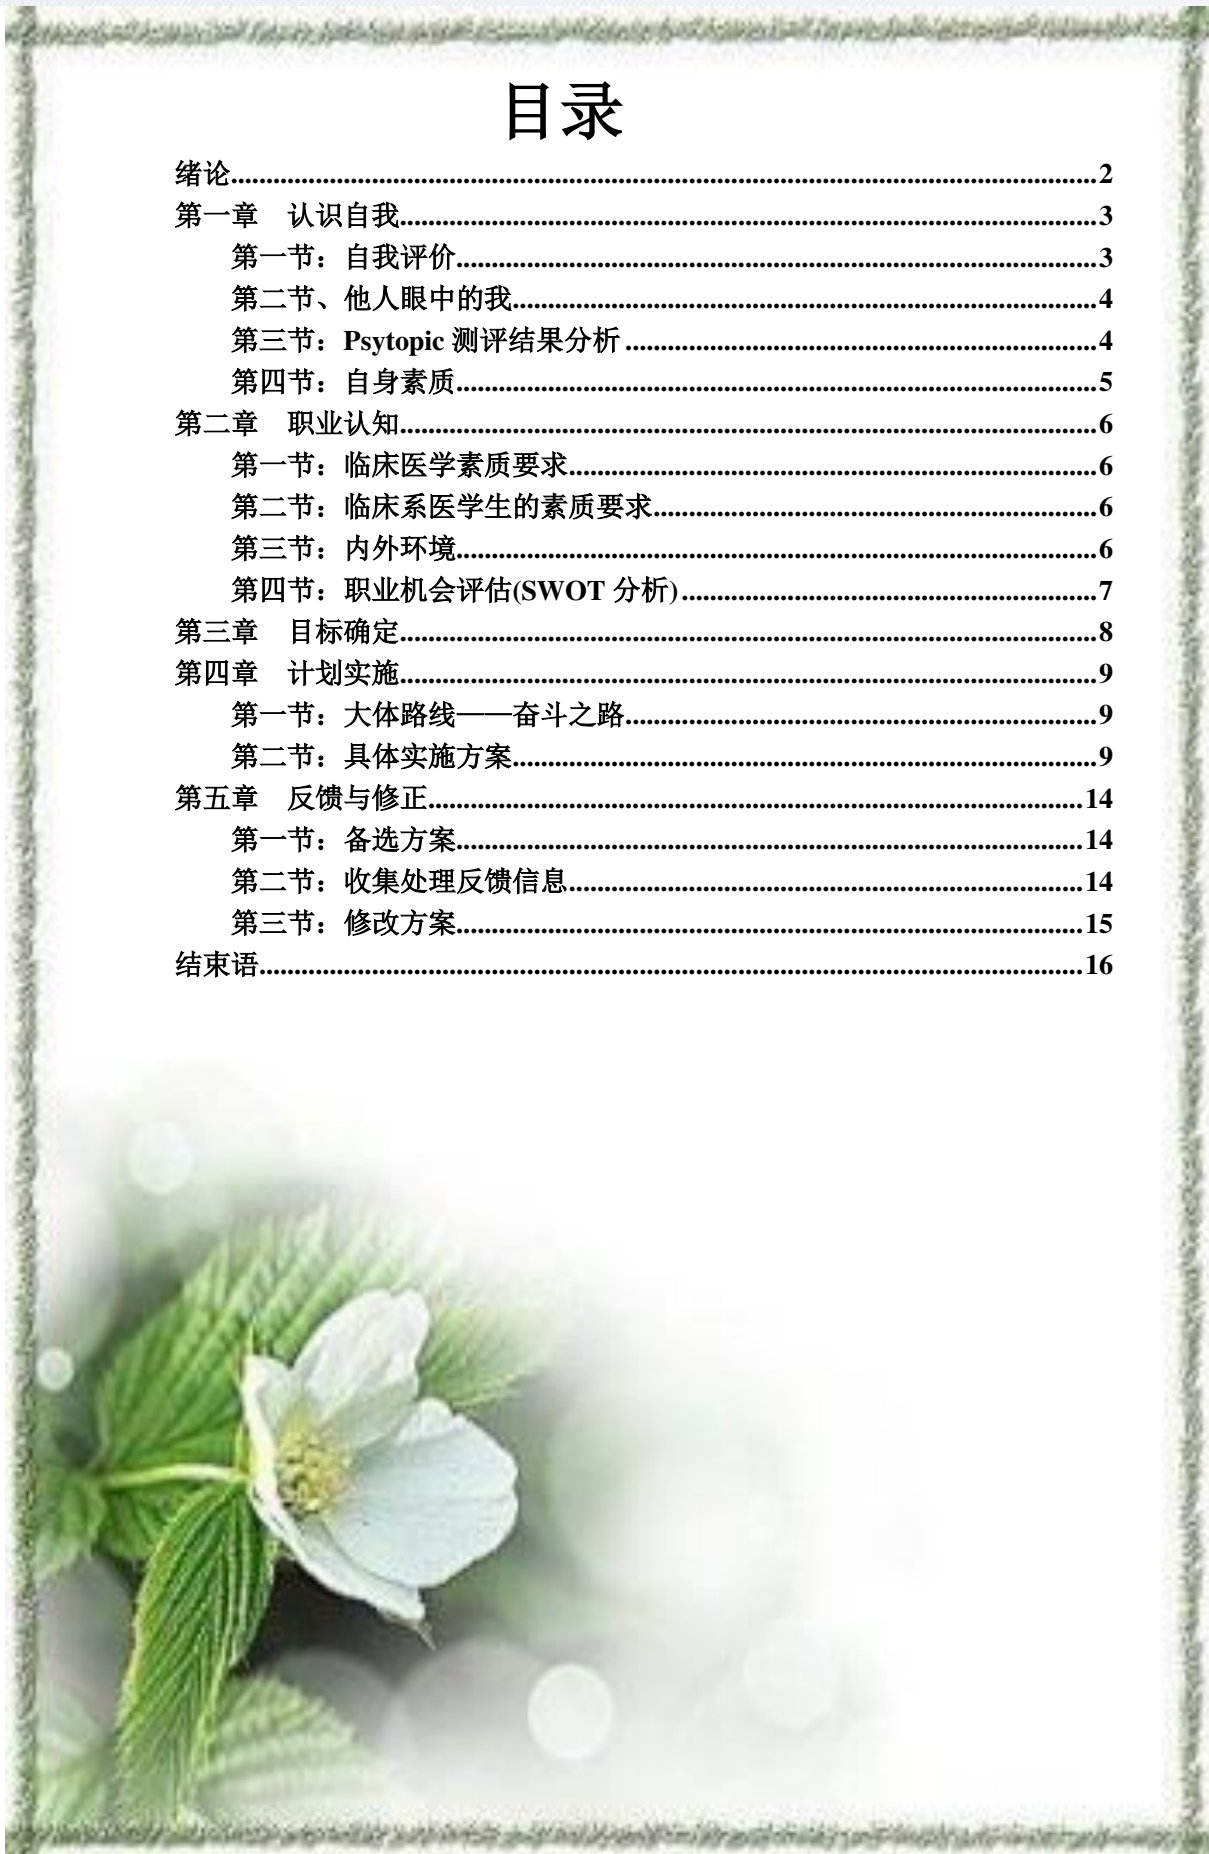 目录
绪论..........2
第一章 认识自我..........3
第一节：自我评价..........3
第二节、他人眼中的我..........4
第三节：Psytopic 测评结果分析..........4
第四节：自身素质..........5
第二章 职业认知..........6
第一节：临床医学素质要求..........6
第二节：临床系医学生的素质要求..........6
第三节：内外环境..........6
第四节：职业机会评估(SWOT 分析)..........7
第三章 目标确定..........8
第四章 计划实施..........9
第一节：大体路线——奋斗之路..........9
第二节：具体实施方案..........9
第五章 反馈与修正..........14
第一节：备选方案..........14
第二节：收集处理反馈信息..........14
第三节：修改方案..........15
结束语..........16